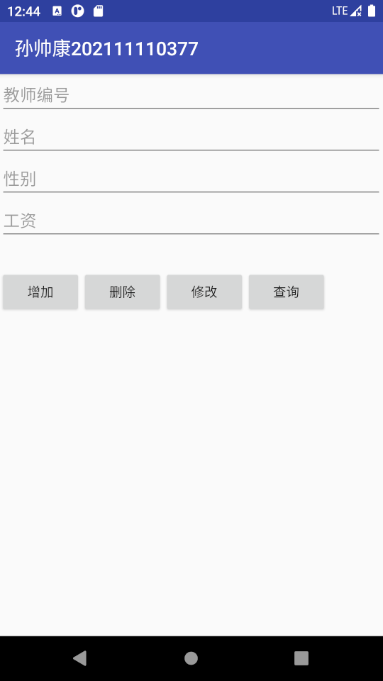 12:44 LTE
孙帅康202111110377
教师编号
姓名
性别
工资
增加 删除 修改 查询